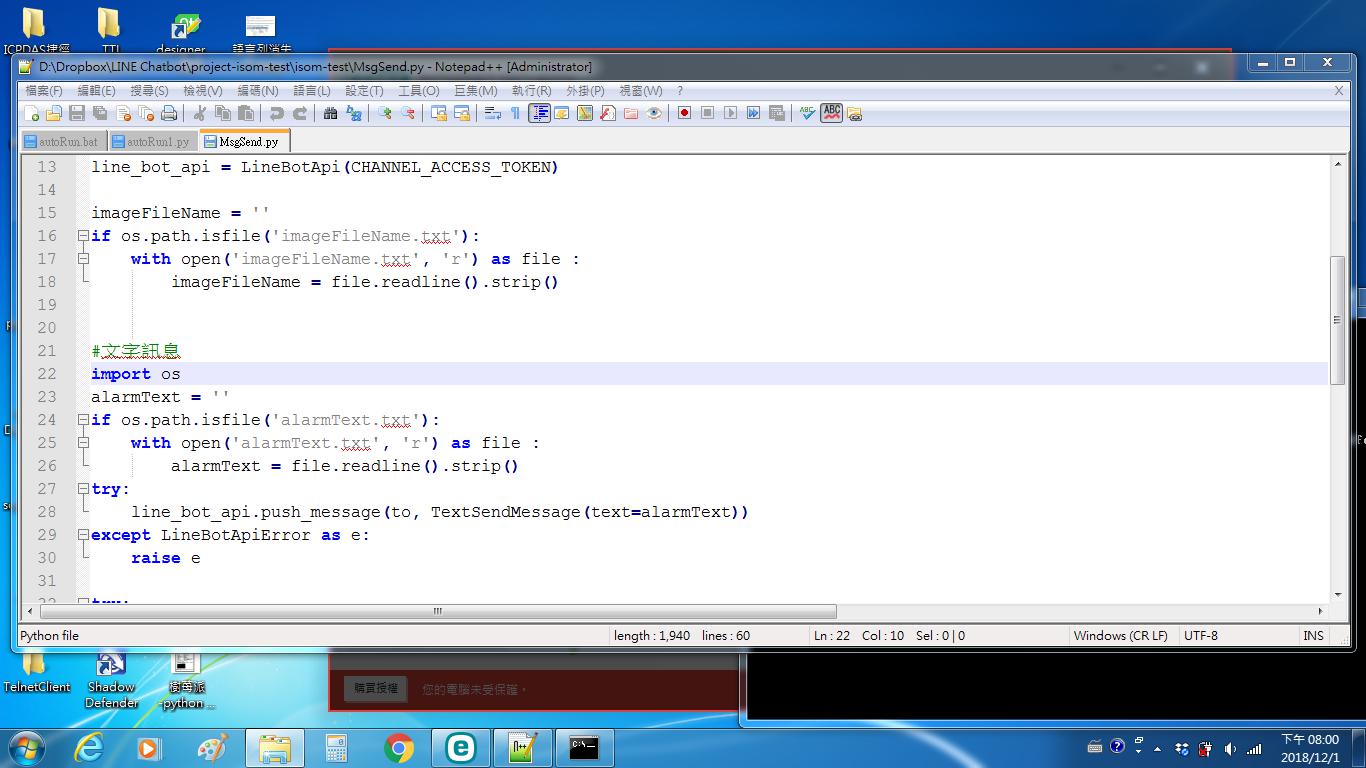 ICPDAS捷徑
TTL
designer
語言列消失
D:\Dropbox\LINE Chatbot\project-isom-test\isom-test\MsgSend.py - Notepad++ [Administrator]
檔案(F) 編輯(E) 搜尋(S) 檢視(V) 編碼(N) 語言(L) 設定(T) 工具(O) 巨集(M) 執行(R) 外掛(P) 視窗(W) ? X
autoRun.bat autoRun1.py MsgSend.py
13 line_bot_api = LineBotApi(CHANNEL_ACCESS_TOKEN)
14
15 imageFileName = ''
16 if os.path.isfile('imageFileName.txt'):
17 with open('imageFileName.txt', 'r') as file :
18 imageFileName = file.readline().strip()
19
20
21 #文字訊息
22 import os
23 alarmText = ''
24 if os.path.isfile('alarmText.txt'):
25 with open('alarmText.txt', 'r') as file :
26 alarmText = file.readline().strip()
27 try:
28 line_bot_api.push_message(to, TextSendMessage(text=alarmText))
29 except LineBotApiError as e:
30 raise e
31
32 try:
Python file length : 1,940 lines : 60 Ln : 22 Col : 10 Sel : 0 | 0 Windows (CR LF) UTF-8 INS
TelnetClient
Shadow
Defender
樹莓派
-python ...
購買授權 您的電腦未受保護。
下午 08:00
2018/12/1